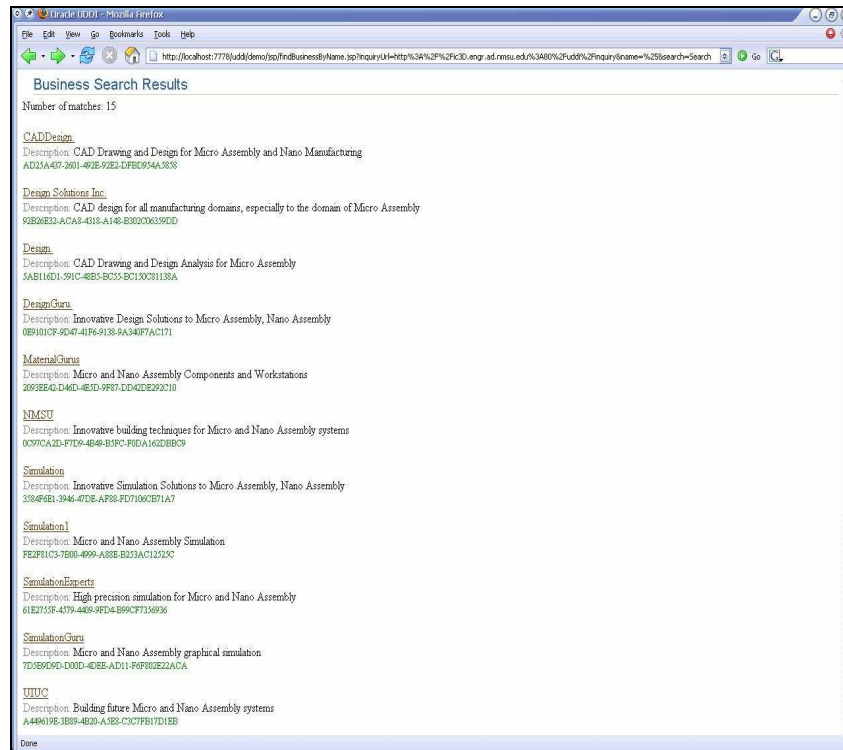 Oracle UDDI - Mozilla Firefox
File Edit View Go Bookmarks Tools Help
http://localhost:7778/uddi/demo/jsp/findBusinessByName.jsp?inquiryUrl=http%3A%2F%2Fic3D.engr.ad.nmsu.edu%3A80%2Fuddi%2Finquiry&name=%25&search=Search Go
Business Search Results
Number of matches: 15
CADDesign
Description: CAD Drawing and Design for Micro Assembly and Nano Manufacturing
AD25A437-2601-492E-92E2-DFBD954A5858
Design Solutions Inc.
Description: CAD design for all manufacturing domains, especially to the domain of Micro Assembly
92B26E32-ACA8-4318-A148-B302C06359DD
Design
Description: CAD Drawing and Design Analysis for Micro Assembly
5AB116D1-591C-48B5-BC55-BC150C81138A
DesignGuru
Description: Innovative Design Solutions to Micro Assembly, Nano Assembly
0E9101CF-9D47-41F6-9138-9A340F7AC171
MaterialGurus
Description: Micro and Nano Assembly Components and Workstations
2093EE42-D46D-4E5D-9F87-DD42DE292C10
NMSU
Description: Innovative building techniques for Micro and Nano Assembly systems
0C97CA2D-F7D9-4B49-B5FC-F0DA162DBBC9
Simulation
Description: Innovative Simulation Solutions to Micro Assembly, Nano Assembly
3584F6E1-3946-47DE-AF88-FD7106CB71A7
Simulation1
Description: Micro and Nano Assembly Simulation
FE2F81C3-7B00-4999-A88E-B253AC12525C
SimulationExperts
Description: High precision simulation for Micro and Nano Assembly
61E2755F-4579-4409-9FD4-B99CF7356936
SimulationGuru
Description: Micro and Nano Assembly graphical simulation
7D5B9D9D-D00D-4DEE-AD11-F6F802E22ACA
UIUC
Description: Building future Micro and Nano Assembly systems
A449619E-3B89-4B20-A5E8-C3C7FB17D1EB
Done